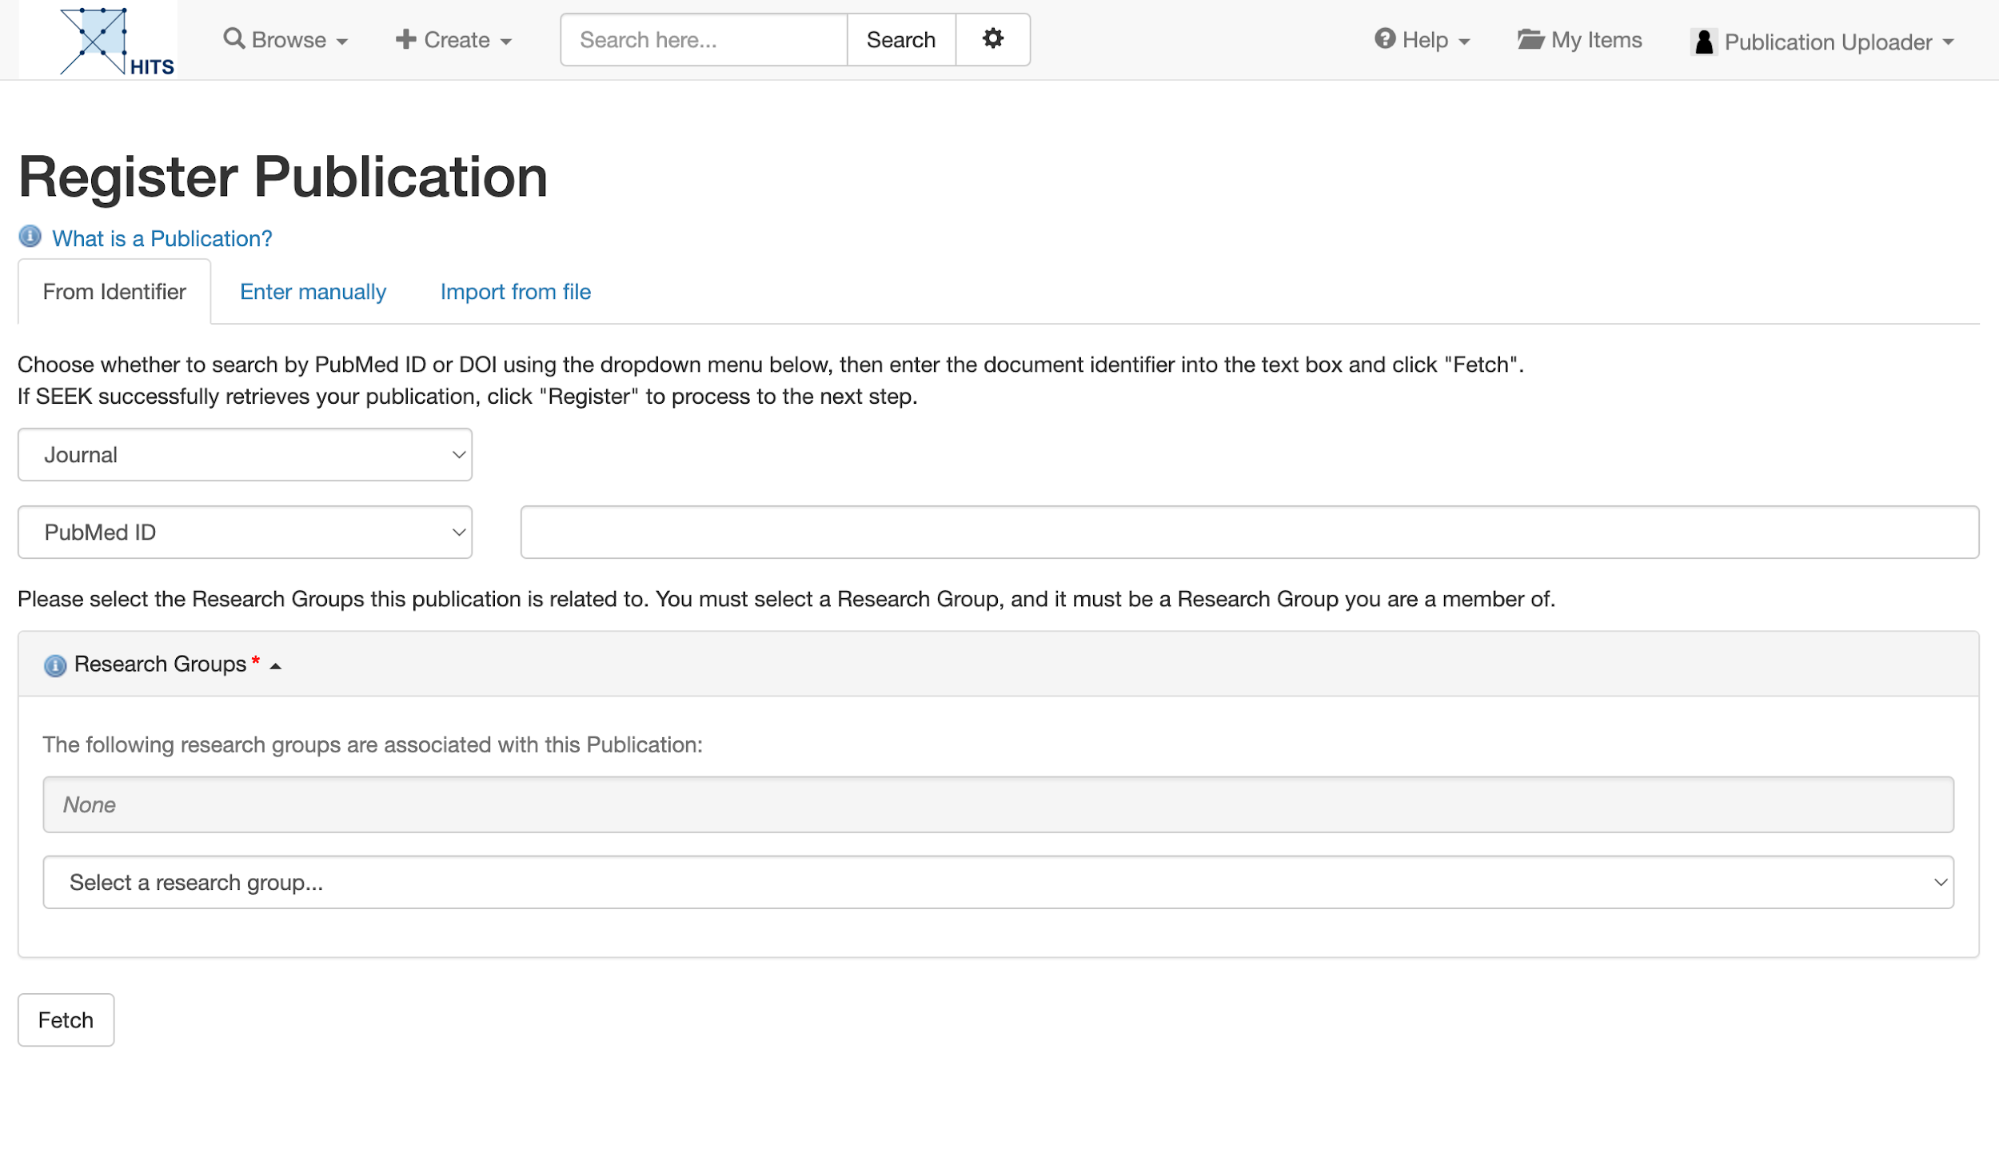 HITS
Browse
Create
Search here...
Search
Help
My Items
Publication Uploader
Register Publication
What is a Publication?
From Identifier
Enter manually
Import from file
Choose whether to search by PubMed ID or DOI using the dropdown menu below, then enter the document identifier into the text box and click "Fetch".
If SEEK successfully retrieves your publication, click "Register" to process to the next step.
Journal
PubMed ID
Please select the Research Groups this publication is related to. You must select a Research Group, and it must be a Research Group you are a member of.
Research Groups *
The following research groups are associated with this Publication:
None
Select a research group...
Fetch